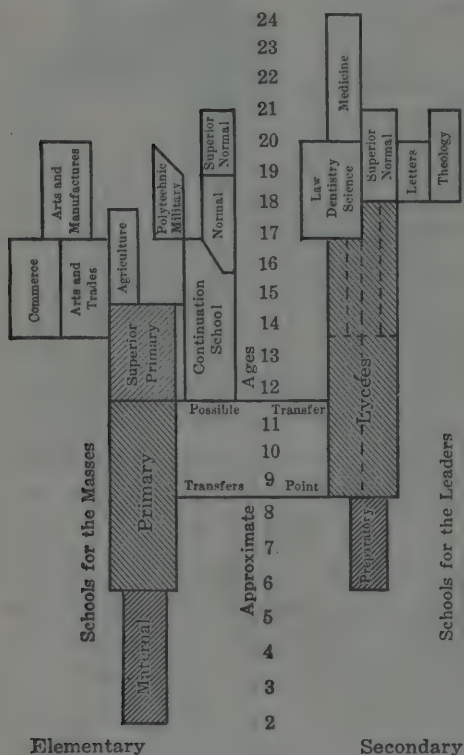 24
23
22
21
20
19
18
17
16
15
14
13
12
11
10
9
8
7
6
5
4
3
2
Approximate
Ages
Schools for the Masses
Commerce
Arts and
Trades
Arts and
Manufactures
Agriculture
Polytechnic
Military
Superior
Normal
Normal
Continuation
School
Superior
Primary
Primary
Maternal
Possible Transfer
Transfers Point
Medicine
Law
Dentistry
Science
Superior
Normal
Letters
Theology
Lycées
Preparatory
Schools for the Leaders
Elementary Secondary